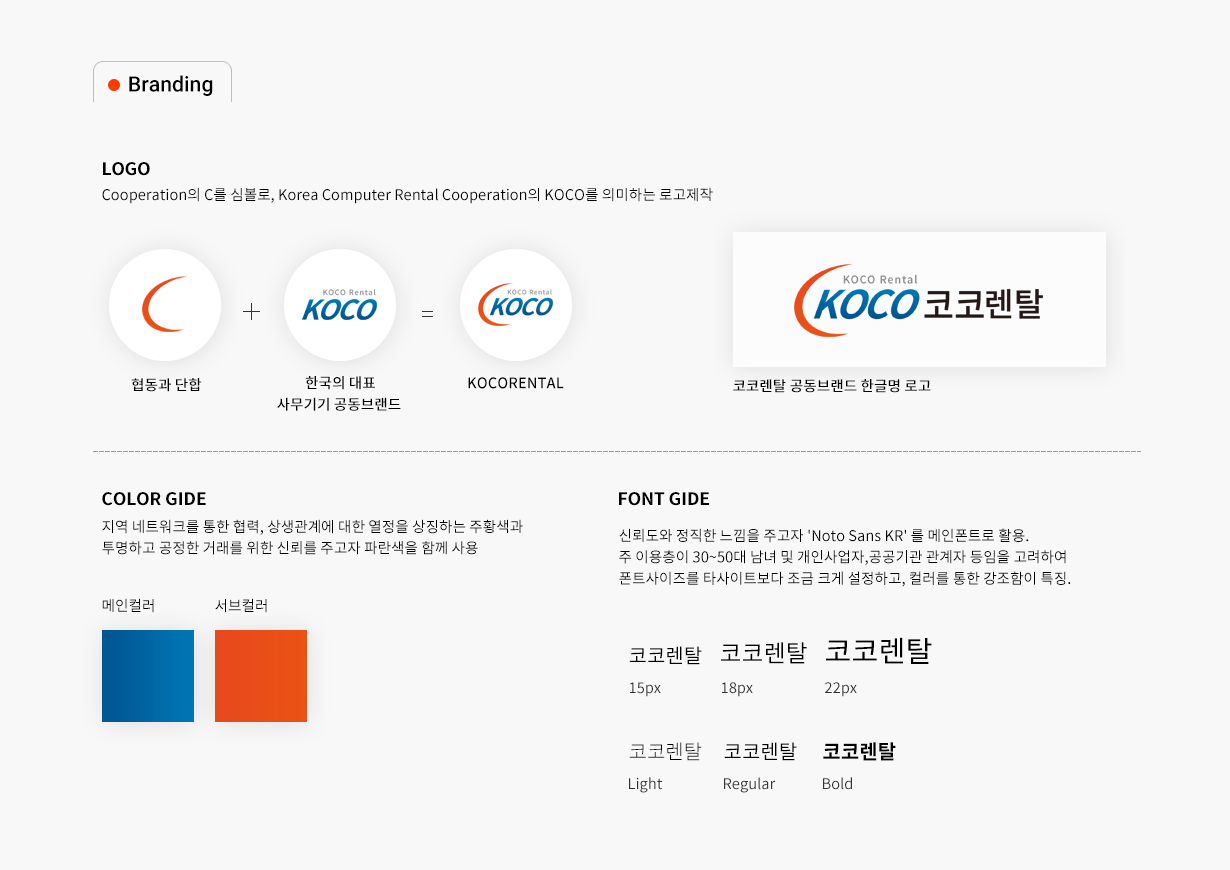 Branding
LOGO
Cooperation의 C를 심볼로, Korea Computer Rental Cooperation의 KOCO를 의미하는 로고제작
KOCO Rental
KOCO
KOCO Rental
KOCO
KOCO Rental
KOCO 코코렌탈
협동과 단합
한국의 대표
사무기기 공동브랜드
KOCORENTAL
코코렌탈 공동브랜드 한글명 로고
COLOR GIDE
지역 네트워크를 통한 협력, 상생관계에 대한 열정을 상징하는 주황색과
투명하고 공정한 거래를 위한 신뢰를 주고자 파란색을 함께 사용
메인컬러
서브컬러
FONT GIDE
신뢰도와 정직한 느낌을 주고자 'Noto Sans KR' 를 메인폰트로 활용.
주 이용층이 30~50대 남녀 및 개인사업자,공공기관 관계자 등임을 고려하여
폰트사이즈를 타사이트보다 조금 크게 설정하고, 컬러를 통한 강조함이 특징.
코코렌탈 코코렌탈 코코렌탈
15px 18px 22px
코코렌탈 코코렌탈 코코렌탈
Light Regular Bold